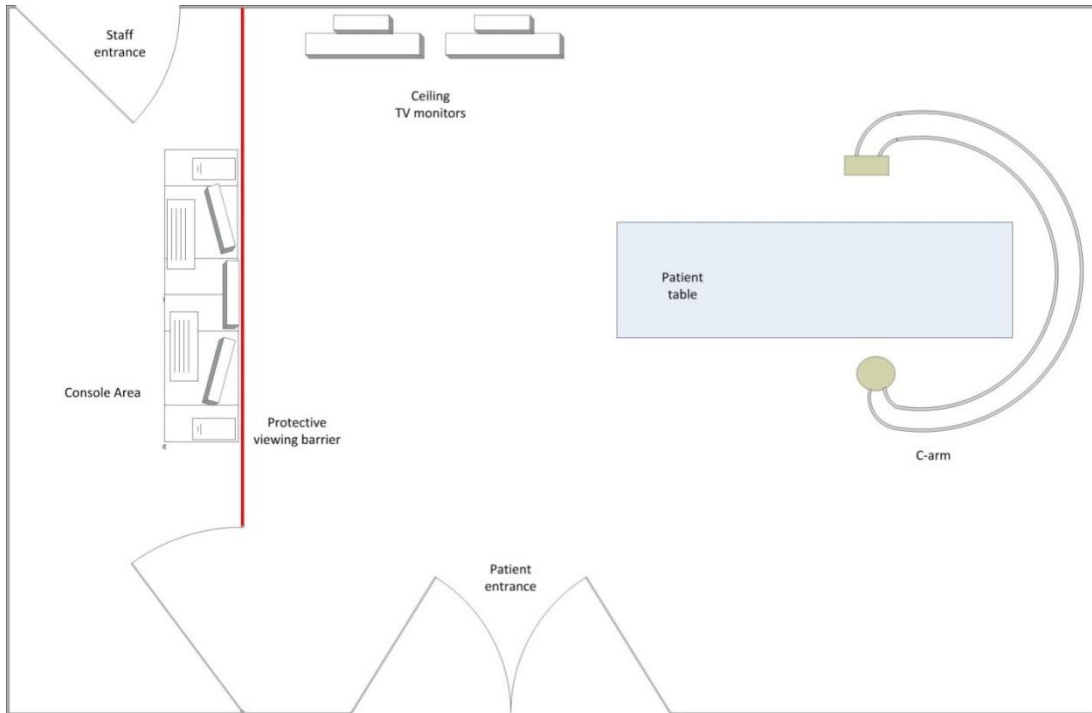 Staff
entrance
Ceiling
TV monitors
Patient
table
Console Area
Protective
viewing barrier
C-arm
Patient
entrance